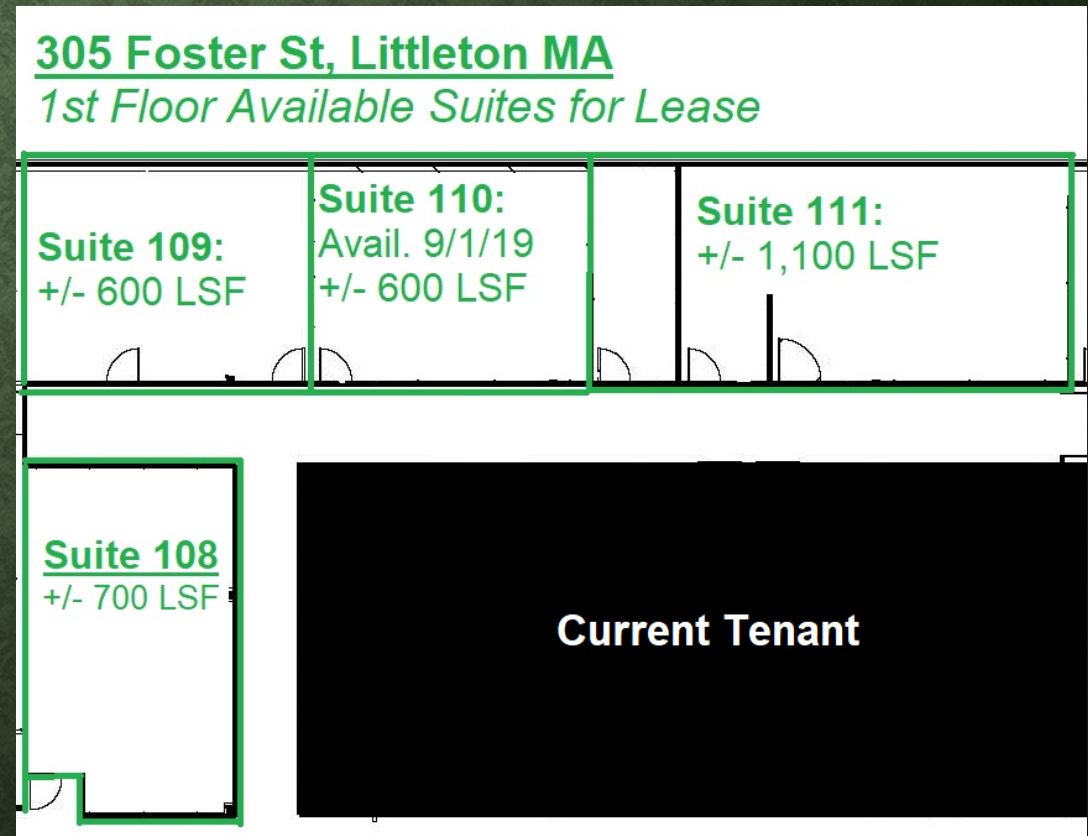 305 Foster St, Littleton MA
1st Floor Available Suites for Lease
Suite 109:
+/- 600 LSF
Suite 110:
Avail. 9/1/19
+/- 600 LSF
Suite 111:
+/- 1,100 LSF
Suite 108
+/- 700 LSF
Current Tenant